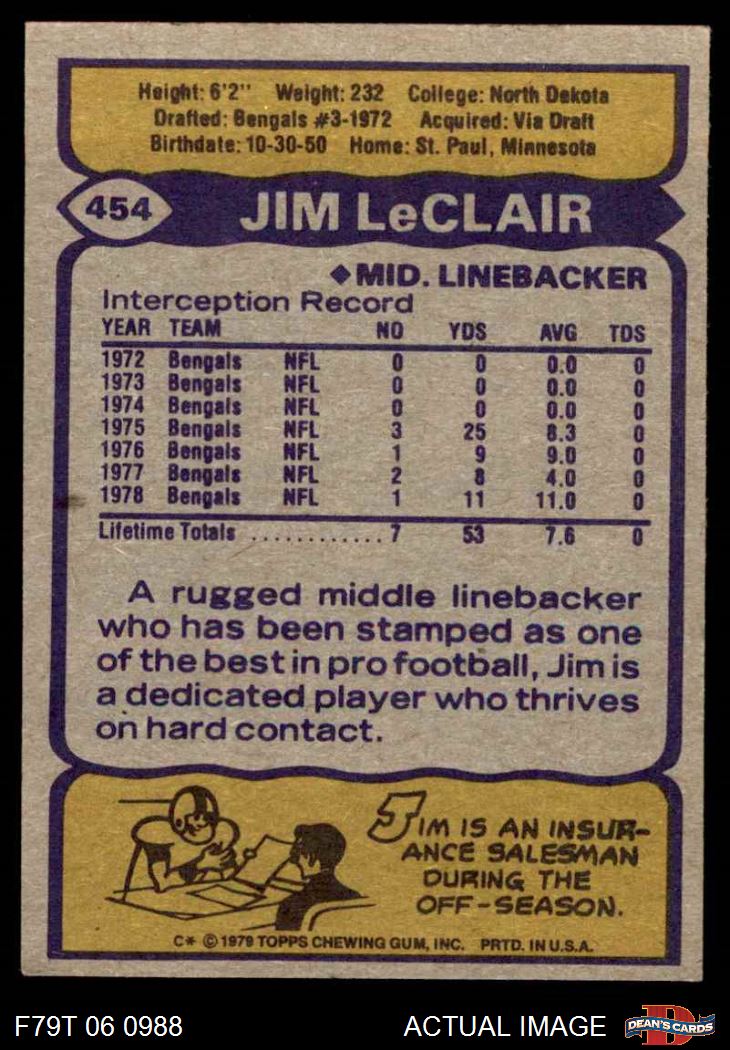 Height: 6'2" Weight: 232 College: North Dakota
Drafted: Bengals #3-1972 Acquired: Via Draft
Birthdate: 10-30-50 Home: St. Paul, Minnesota
454 JIM LeCLAIR
◆MID. LINEBACKER
Interception Record
YEAR TEAM NO YDS AVG TDS
1972 Bengals NFL 0 0 0.0 0
1973 Bengals NFL 0 0 0.0 0
1974 Bengals NFL 0 0 0.0 0
1975 Bengals NFL 3 25 8.3 0
1976 Bengals NFL 1 9 9.0 0
1977 Bengals NFL 2 8 4.0 0
1978 Bengals NFL 1 11 11.0 0
Lifetime Totals ............ 7 53 7.6 0
A rugged middle linebacker
who has been stamped as one
of the best in pro football, Jim is
a dedicated player who thrives
on hard contact.
JIM IS AN INSUR-
ANCE SALESMAN
DURING THE
OFF-SEASON.
C* © 1979 TOPPS CHEWING GUM, INC. PRTD. IN U.S.A.
F79T 06 0988 ACTUAL IMAGE D DEAN'S CARDS